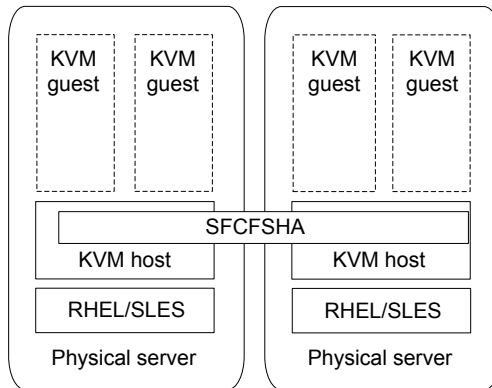 KVM
guest
KVM
guest
KVM
guest
KVM
guest
SFCFSHA
KVM host
KVM host
RHEL/SLES
RHEL/SLES
Physical server
Physical server